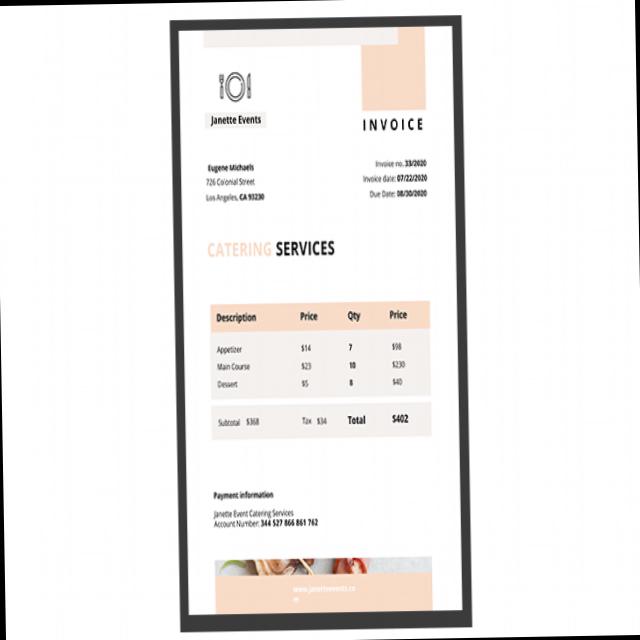 Janette Events
INVOICE
Eugene Michaels
726 Colonial Street
Los Angeles, CA 93230
Invoice no. 33/2020
Invoice date: 07/22/2020
Due Date: 08/30/2020
CATERING SERVICES
Description Price Qty Price
Appetizer $14 7 $98
Main Course $23 10 $230
Dessert $5 8 $40
Subtotal $368 Tax $34 Total $402
Payment information
Janette Event Catering Services
Account Number: 344 527 866 861 762
www.janetteevents.co
m